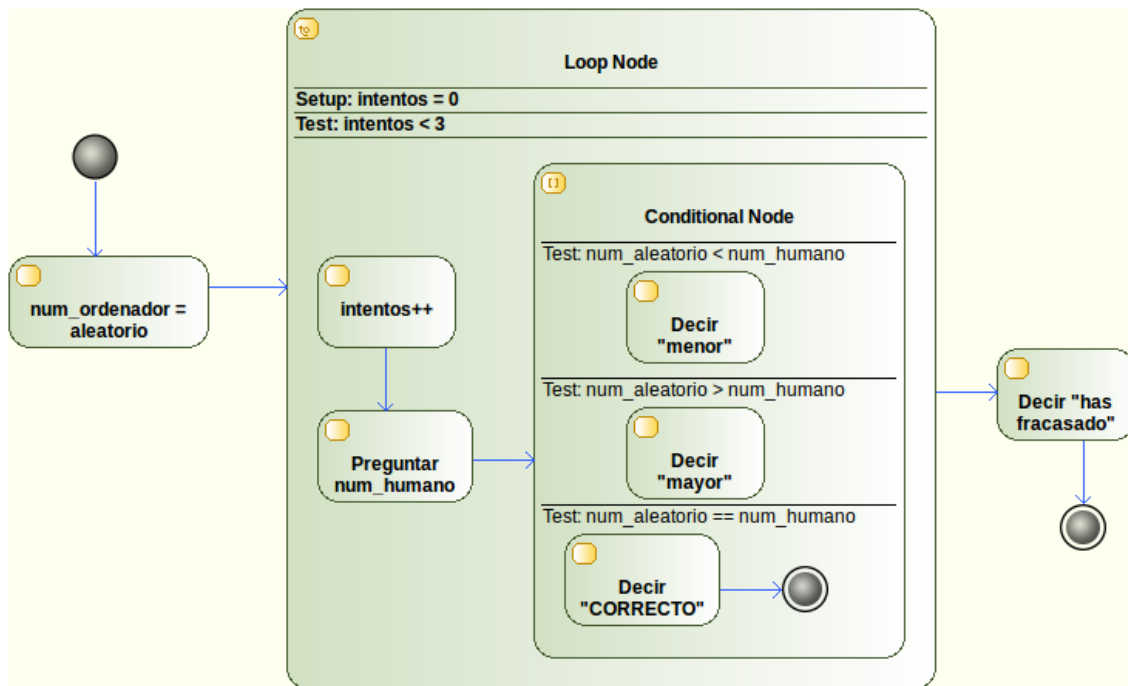 Loop Node
Setup: intentos = 0
Test: intentos < 3
num_ordenador =
aleatorio
intentos++
Preguntar
num_humano
Conditional Node
Test: num_aleatorio < num_humano
Decir
"menor"
Test: num_aleatorio > num_humano
Decir
"mayor"
Test: num_aleatorio == num_humano
Decir
"CORRECTO"
Decir "has
fracasado"